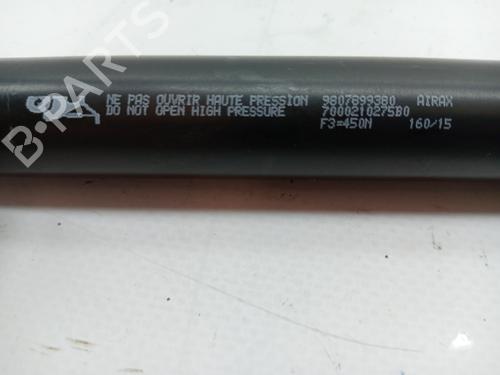 NE PAS OUVRIR HAUTE PRESSION 9807899380 AIRAX
DO NOT OPEN HIGH PRESSURE 7000210275B0
F3=450N 160/15
B-PARTS